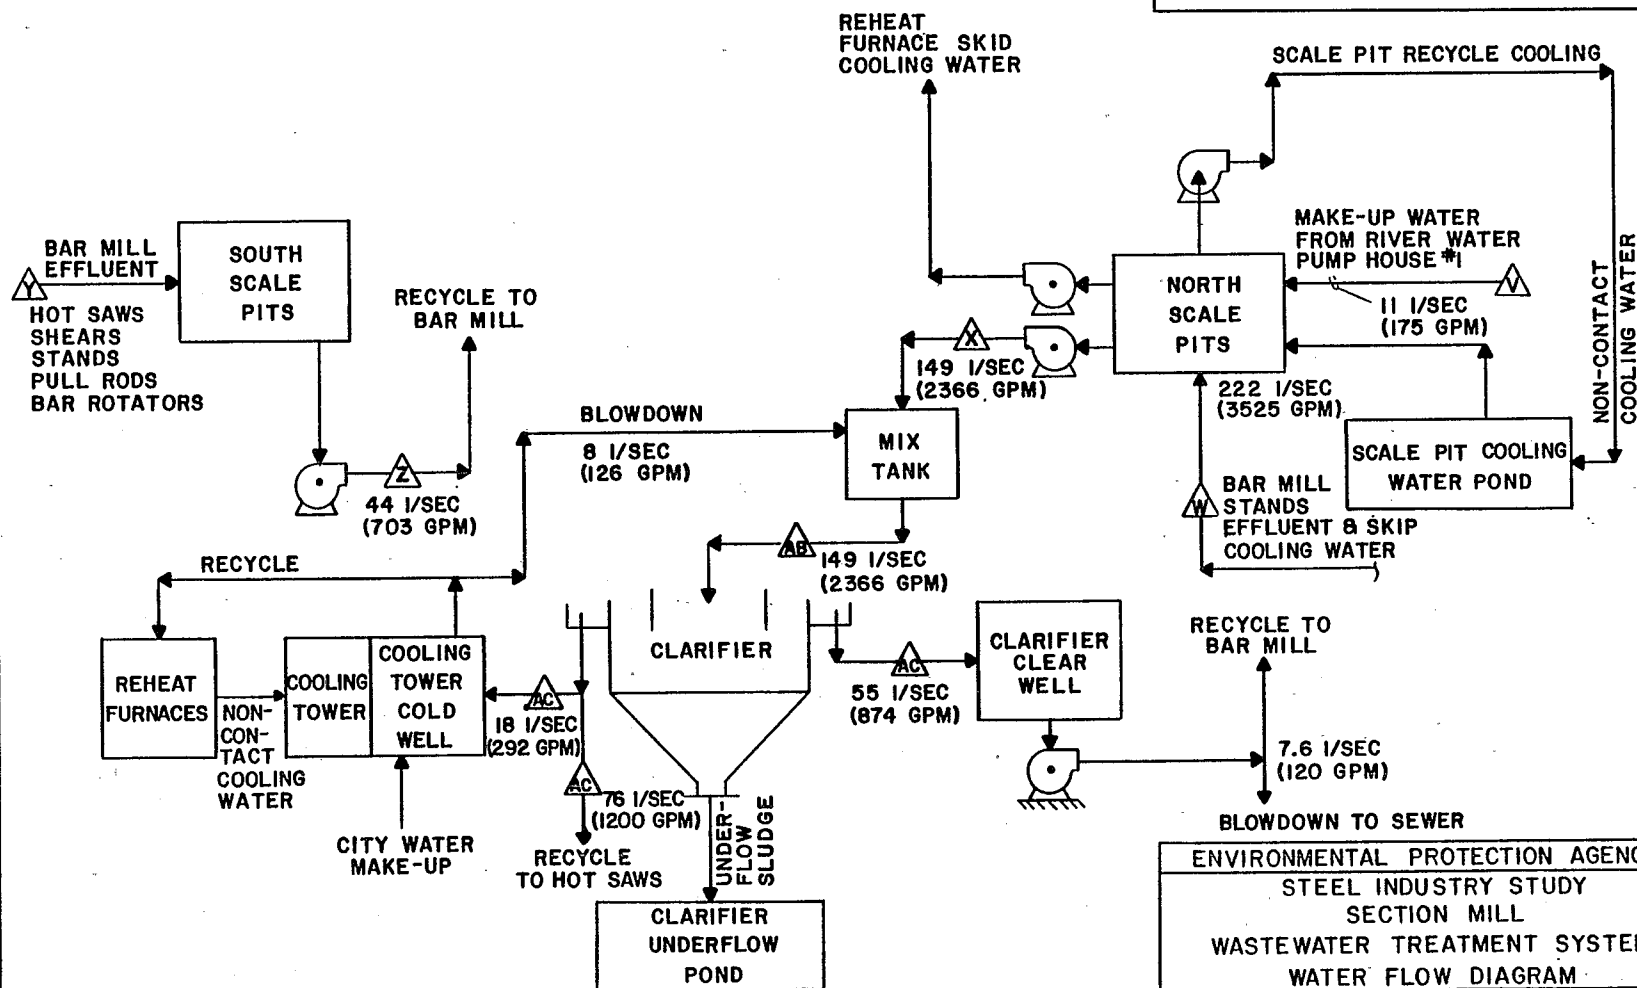 REHEAT
FURNACE SKID
COOLING WATER
SCALE PIT RECYCLE COOLING
NON-CONTACT
COOLING WATER
MAKE-UP WATER
FROM RIVER WATER
PUMP HOUSE #1
V
11 l/SEC
(175 GPM)
NORTH
SCALE
PITS
BAR MILL
EFFLUENT
Y
HOT SAWS
SHEARS
STANDS
PULL RODS
BAR ROTATORS
SOUTH
SCALE
PITS
RECYCLE TO
BAR MILL
Z
44 l/SEC
(703 GPM)
X
149 l/SEC
(2366 GPM)
222 l/SEC
(3525 GPM)
BLOWDOWN
8 l/SEC
(126 GPM)
MIX
TANK
SCALE PIT COOLING
WATER POND
W
BAR MILL
STANDS
EFFLUENT & SKIP
COOLING WATER
AB
149 l/SEC
(2366 GPM)
RECYCLE
REHEAT
FURNACES
NON-
CON-
TACT
COOLING
WATER
COOLING
TOWER
COOLING
TOWER
COLD
WELL
CITY WATER
MAKE-UP
AC
18 l/SEC
(292 GPM)
CLARIFIER
AC
76 l/SEC
(1200 GPM)
RECYCLE
TO HOT SAWS
UNDER-
FLOW
SLUDGE
CLARIFIER
UNDERFLOW
POND
AC
55 l/SEC
(874 GPM)
CLARIFIER
CLEAR
WELL
RECYCLE TO
BAR MILL
7.6 l/SEC
(120 GPM)
BLOWDOWN TO SEWER
ENVIRONMENTAL PROTECTION AGENC
STEEL INDUSTRY STUDY
SECTION MILL
WASTEWATER TREATMENT SYSTE
WATER FLOW DIAGRAM